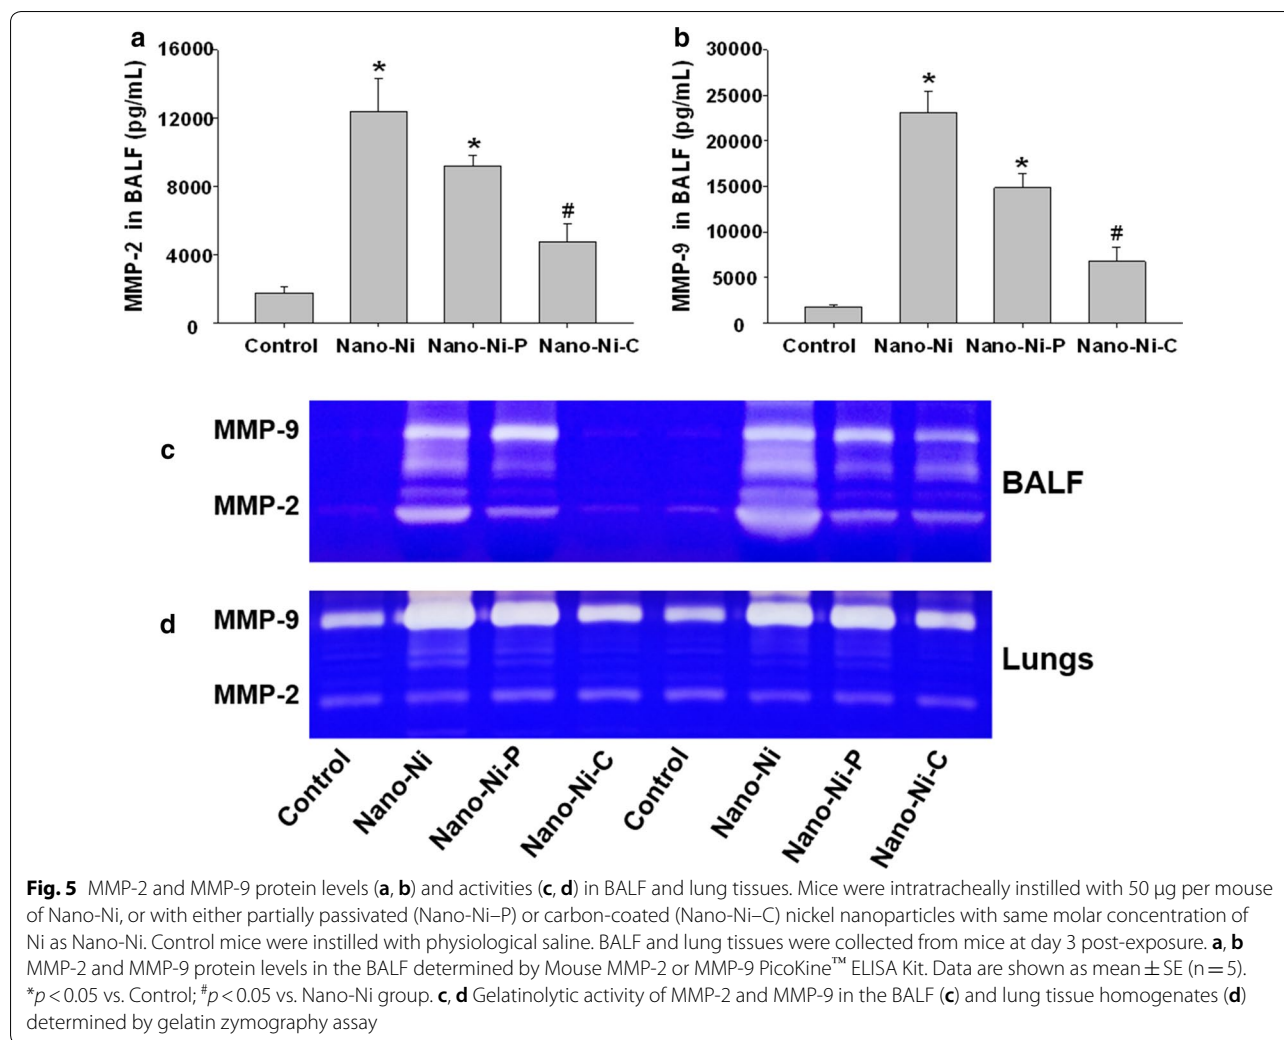 a
b
16000
12000
8000
4000
0
MMP-2 in BALF (pg/mL)
*
*
#
Control Nano-Ni Nano-Ni-P Nano-Ni-C
30000
25000
20000
15000
10000
5000
0
MMP-9 in BALF (pg/mL)
*
*
#
Control Nano-Ni Nano-Ni-P Nano-Ni-C
c
MMP-9
MMP-2
BALF
d
MMP-9
MMP-2
Lungs
Control Nano-Ni Nano-Ni-P Nano-Ni-C Control Nano-Ni Nano-Ni-P Nano-Ni-C
Fig. 5 MMP-2 and MMP-9 protein levels (a, b) and activities (c, d) in BALF and lung tissues. Mice were intratracheally instilled with 50 µg per mouse
of Nano-Ni, or with either partially passivated (Nano-Ni–P) or carbon-coated (Nano-Ni–C) nickel nanoparticles with same molar concentration of
Ni as Nano-Ni. Control mice were instilled with physiological saline. BALF and lung tissues were collected from mice at day 3 post-exposure. a, b
MMP-2 and MMP-9 protein levels in the BALF determined by Mouse MMP-2 or MMP-9 PicoKine™ ELISA Kit. Data are shown as mean ± SE (n = 5).
*p < 0.05 vs. Control; #p < 0.05 vs. Nano-Ni group. c, d Gelatinolytic activity of MMP-2 and MMP-9 in the BALF (c) and lung tissue homogenates (d)
determined by gelatin zymography assay